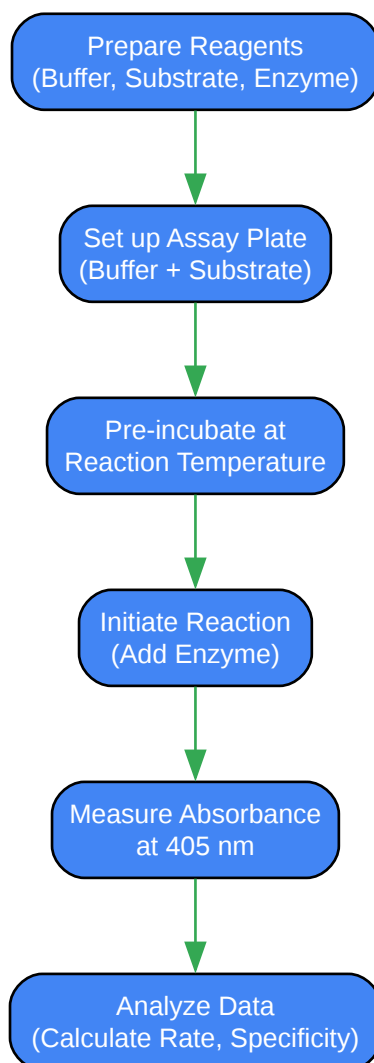 Prepare Reagents
(Buffer, Substrate, Enzyme)
Set up Assay Plate
(Buffer + Substrate)
Pre-incubate at
Reaction Temperature
Initiate Reaction
(Add Enzyme)
Measure Absorbance
at 405 nm
Analyze Data
(Calculate Rate, Specificity)